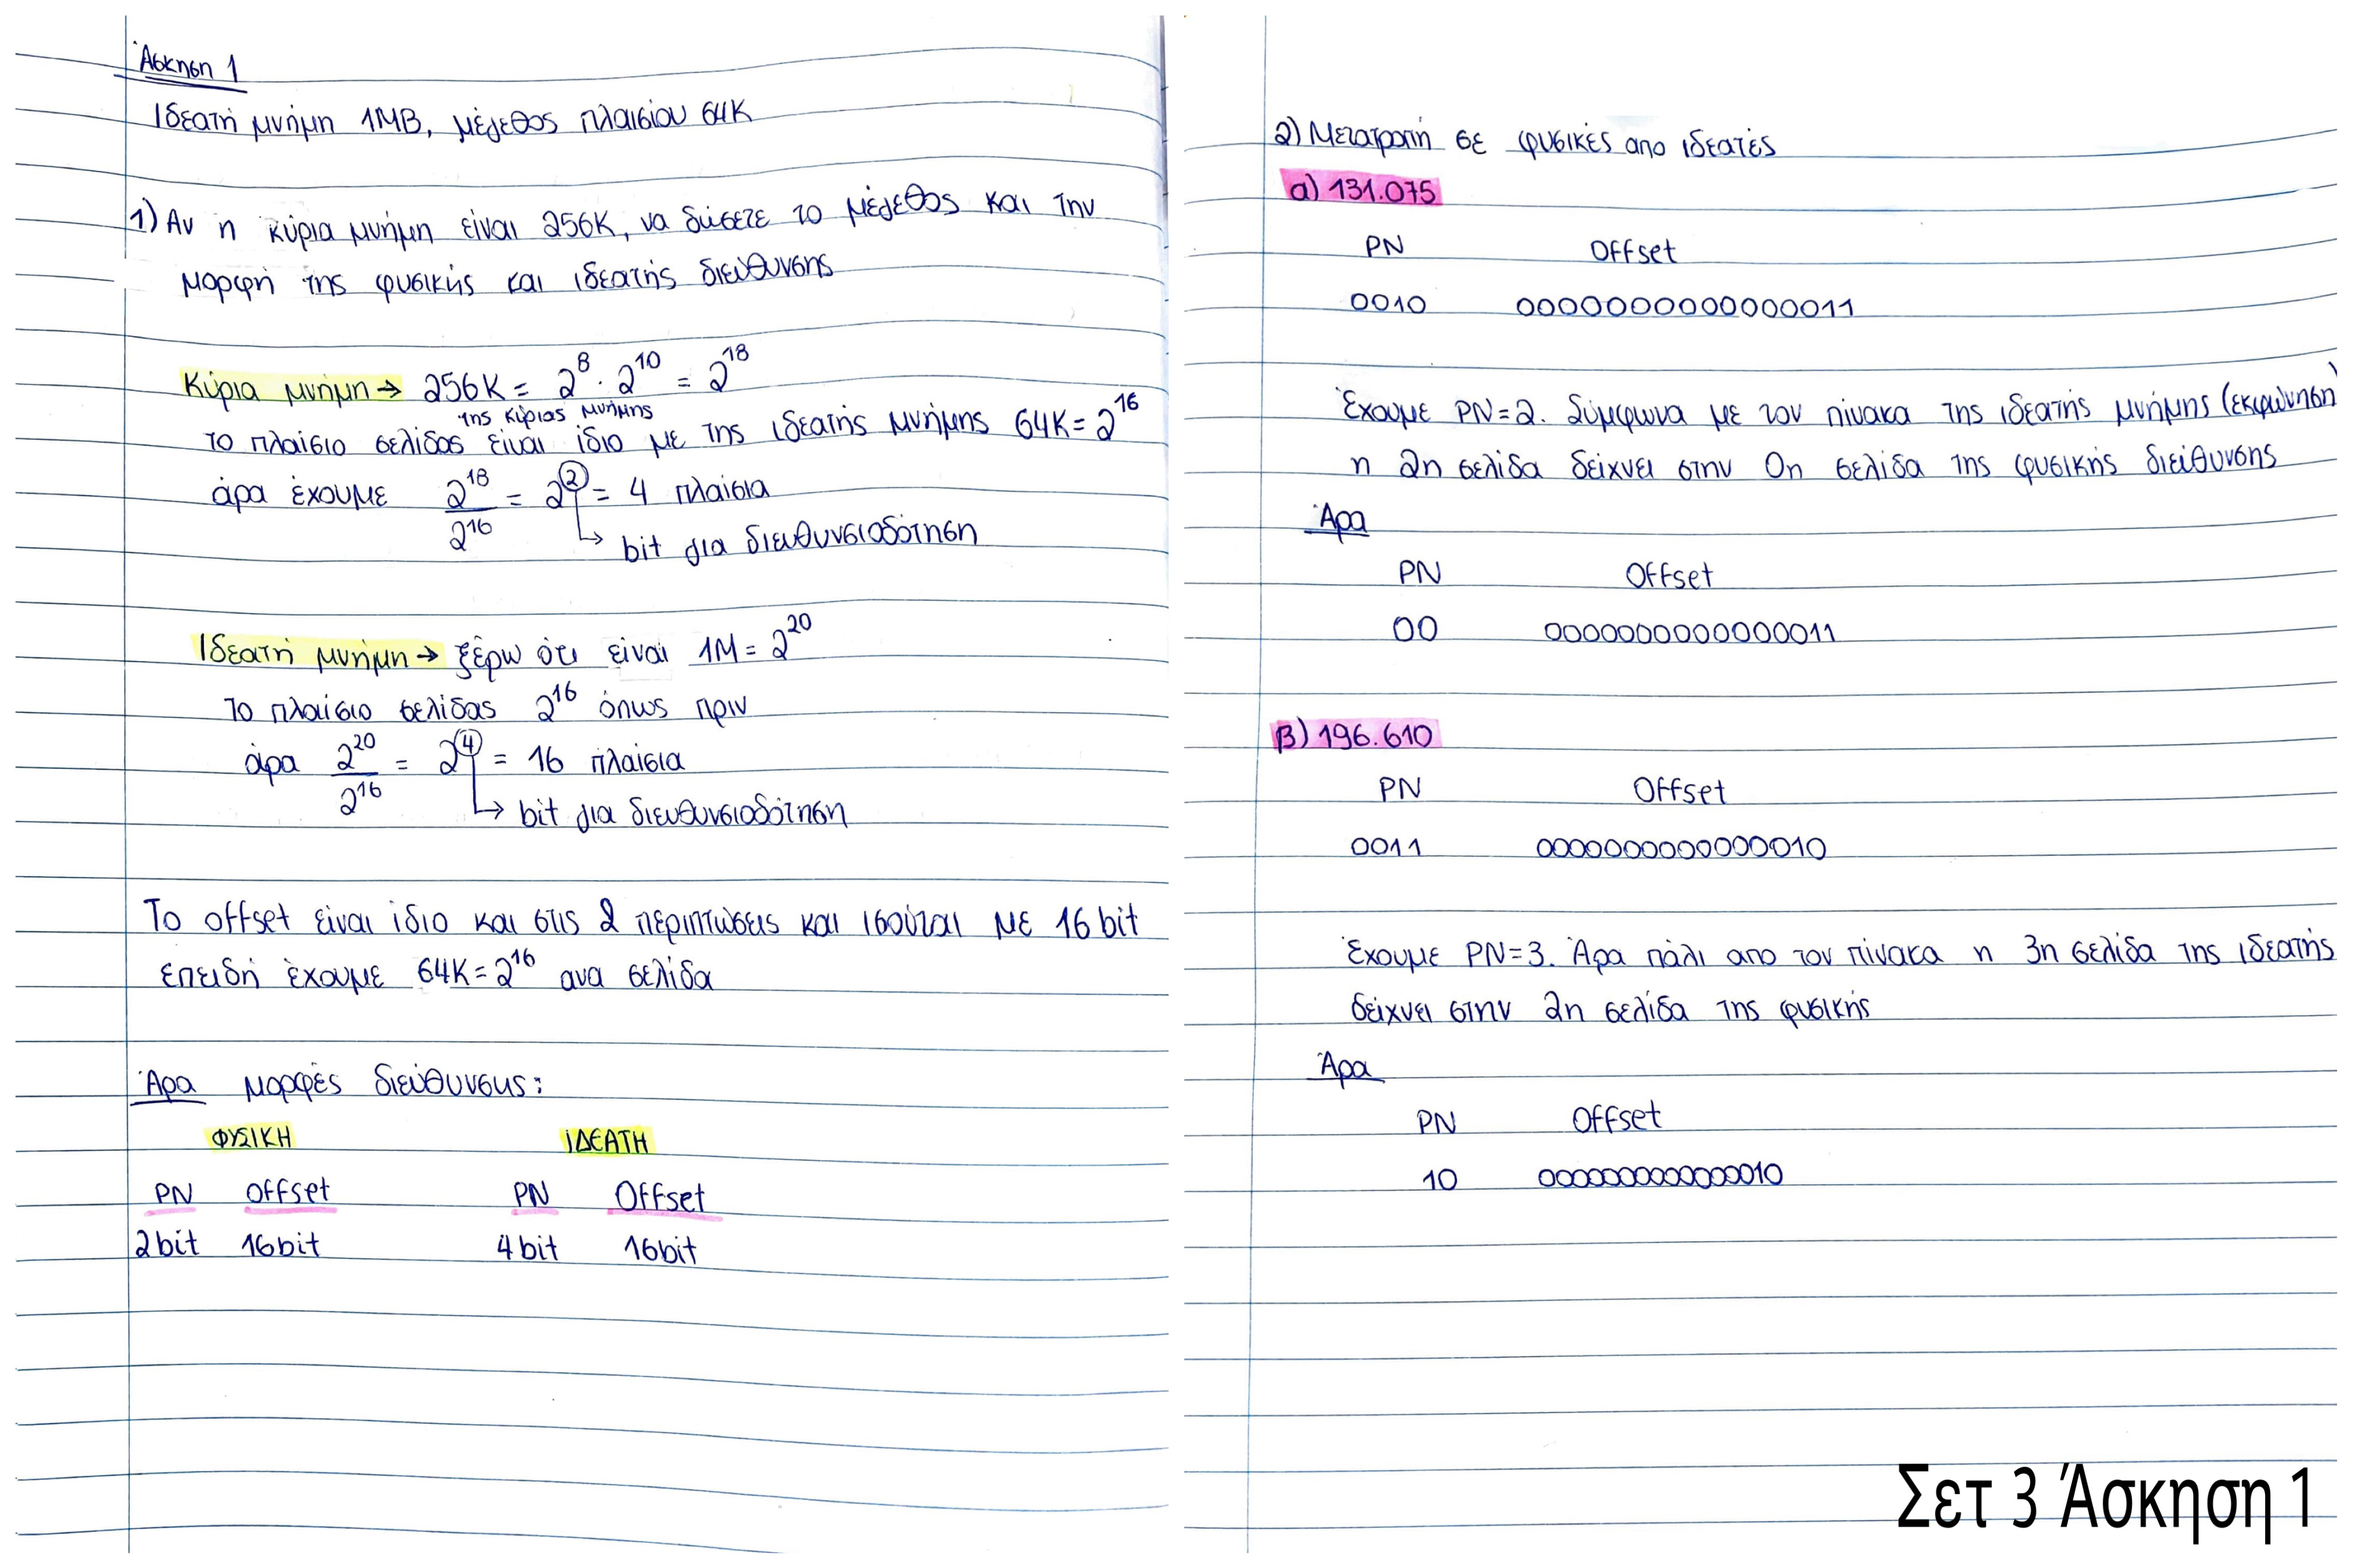 Άσκηση 1
Ιδεατή μνήμη 1MB, μέγεθος πλαισίου 64K
1) Αν η κύρια μνήμη είναι 256K, να δώσετε το μέγεθος και την
μορφή της φυσικής και ιδεατής διεύθυνσης
Κύρια μνήμη → 256K = 2^8 · 2^10 = 2^18
της κύριας μνήμης
το πλαίσιο σελίδας είναι ίδιο με της ιδεατής μνήμης 64K = 2^16
άρα έχουμε 2^18 / 2^16 = 2^2 = 4 πλαίσια
↳ bit για διευθυνσιοδότηση
Ιδεατή μνήμη → ξέρω ότι είναι 1M = 2^20
Το πλαίσιο σελίδας 2^16 όπως πριν
άρα 2^20 / 2^16 = 2^4 = 16 πλαίσια
↳ bit για διευθυνσιοδότηση
Το offset είναι ίδιο και στις 2 περιπτώσεις και ισούται με 16 bit
επειδή έχουμε 64K = 2^16 ανα σελίδα
Άρα μορφές διεύθυνσης:
ΦΥΣΙΚΗ ΙΔΕΑΤΗ
PN Offset PN Offset
2bit 16bit 4bit 16bit
2) Μετατροπή σε φυσικές απο ιδεατές
α) 131.075
PN Offset
0010 0000000000000011
Έχουμε PN=2. Σύμφωνα με τον πίνακα της ιδεατής μνήμης (εκφώνηση)
η 2η σελίδα δείχνει στην 0η σελίδα της φυσικής διεύθυνσης
Άρα
PN Offset
00 0000000000000011
β) 196.610
PN Offset
0011 0000000000000010
Έχουμε PN=3. Άρα πάλι απο τον πίνακα η 3η σελίδα της ιδεατής
δείχνει στην 2η σελίδα της φυσικής
Άρα
PN Offset
10 0000000000000010
Σετ 3 Άσκηση 1